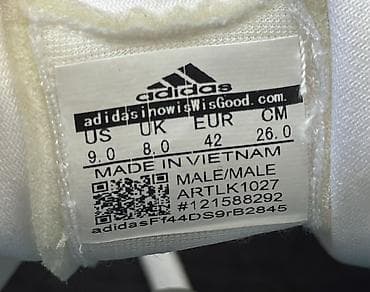 adidas
adidasinowisWisGood.com.
US UK EUR CM
9.0 8.0 42 26.0
MADE IN VIETNAM
MALE/MALE
ARTLK1027
#121588292
adidasFf44DS9rB2845